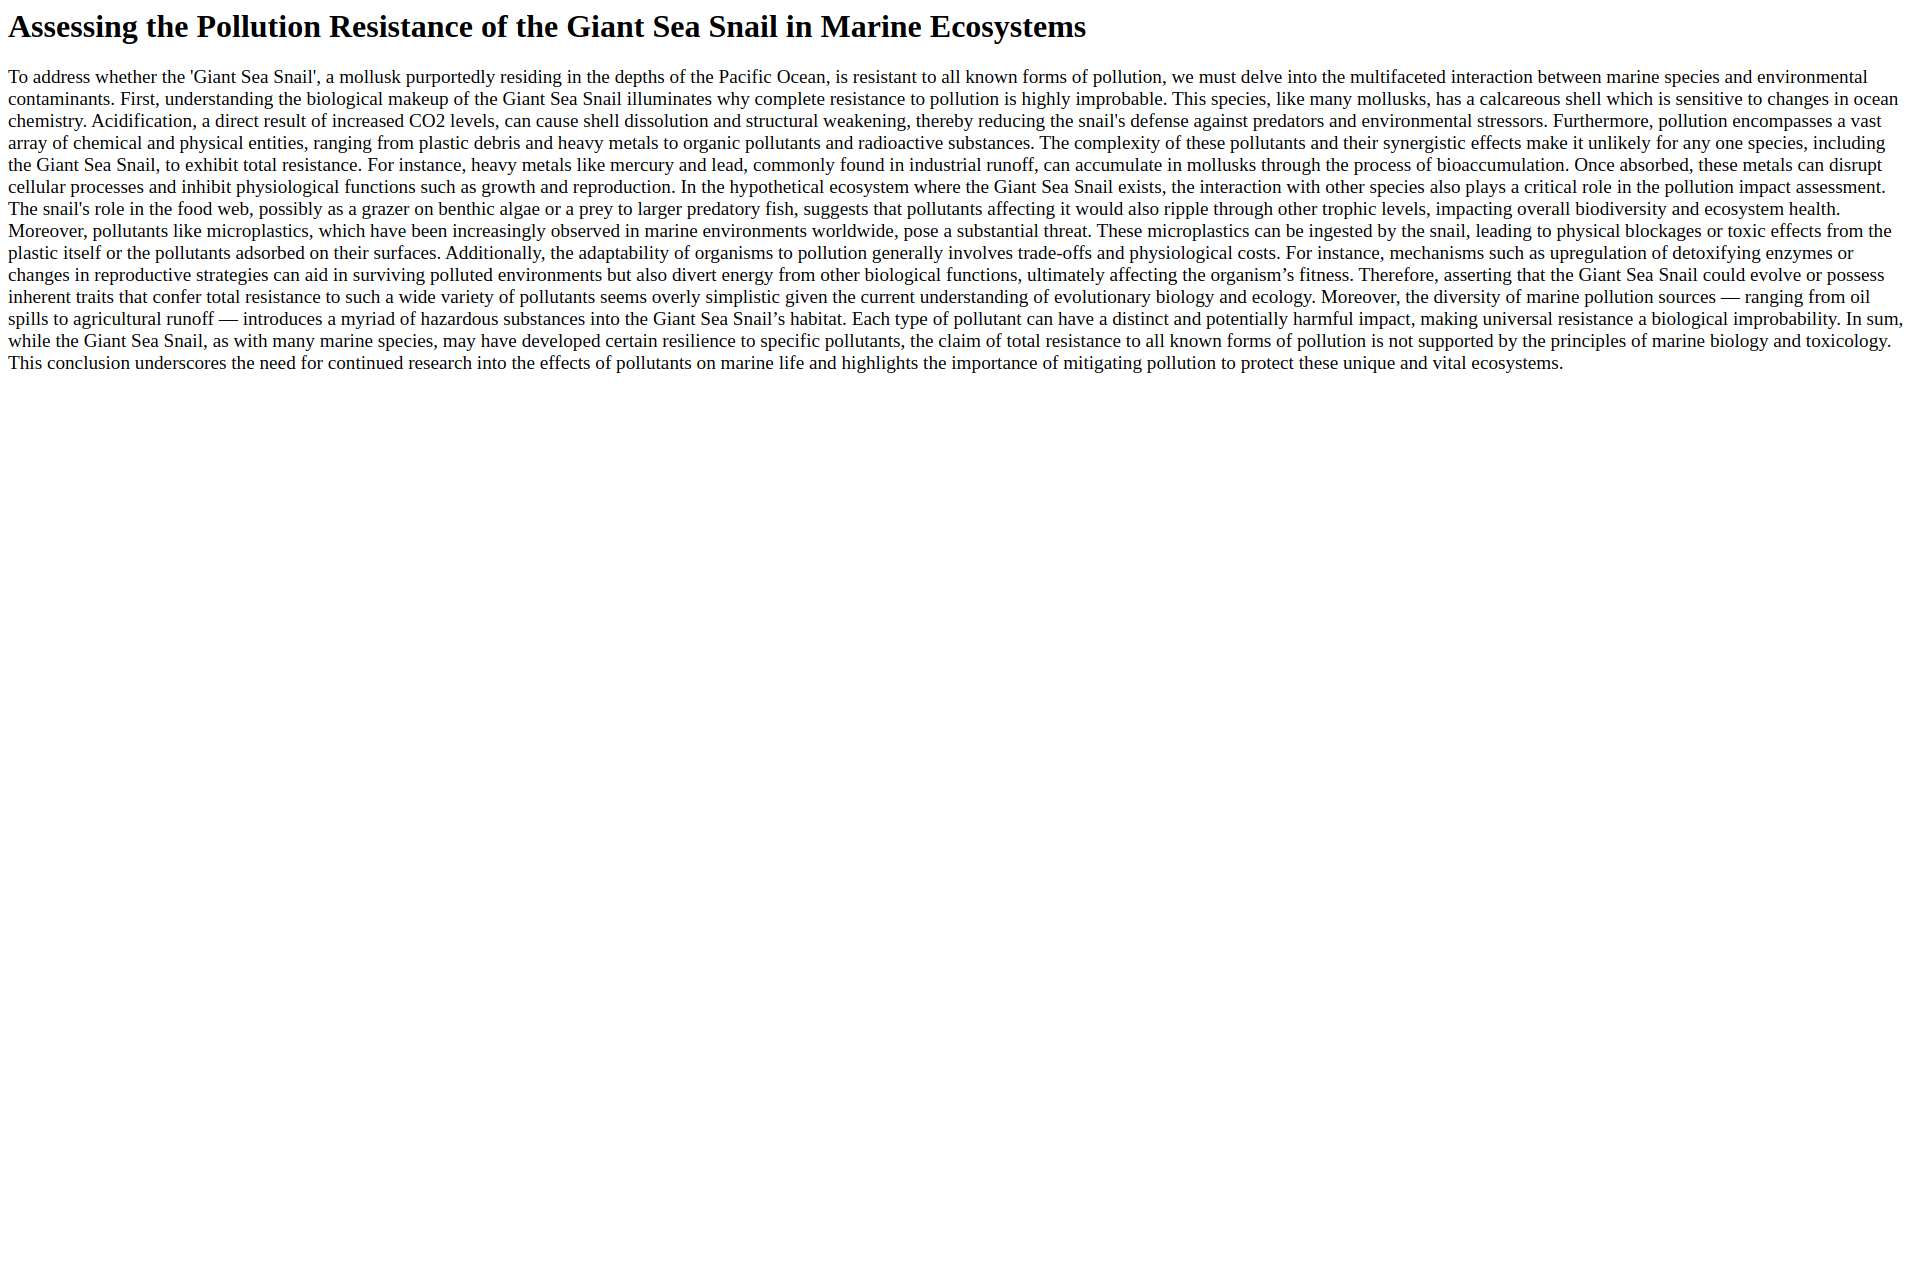 Assessing the Pollution Resistance of the Giant Sea Snail in Marine Ecosystems
To address whether the 'Giant Sea Snail', a mollusk purportedly residing in the depths of the Pacific Ocean, is resistant to all known forms of pollution, we must delve into the multifaceted interaction between marine species and environmental
contaminants. First, understanding the biological makeup of the Giant Sea Snail illuminates why complete resistance to pollution is highly improbable. This species, like many mollusks, has a calcareous shell which is sensitive to changes in ocean
chemistry. Acidification, a direct result of increased CO2 levels, can cause shell dissolution and structural weakening, thereby reducing the snail's defense against predators and environmental stressors. Furthermore, pollution encompasses a vast
array of chemical and physical entities, ranging from plastic debris and heavy metals to organic pollutants and radioactive substances. The complexity of these pollutants and their synergistic effects make it unlikely for any one species, including
the Giant Sea Snail, to exhibit total resistance. For instance, heavy metals like mercury and lead, commonly found in industrial runoff, can accumulate in mollusks through the process of bioaccumulation. Once absorbed, these metals can disrupt
cellular processes and inhibit physiological functions such as growth and reproduction. In the hypothetical ecosystem where the Giant Sea Snail exists, the interaction with other species also plays a critical role in the pollution impact assessment.
The snail's role in the food web, possibly as a grazer on benthic algae or a prey to larger predatory fish, suggests that pollutants affecting it would also ripple through other trophic levels, impacting overall biodiversity and ecosystem health.
Moreover, pollutants like microplastics, which have been increasingly observed in marine environments worldwide, pose a substantial threat. These microplastics can be ingested by the snail, leading to physical blockages or toxic effects from the
plastic itself or the pollutants adsorbed on their surfaces. Additionally, the adaptability of organisms to pollution generally involves trade-offs and physiological costs. For instance, mechanisms such as upregulation of detoxifying enzymes or
changes in reproductive strategies can aid in surviving polluted environments but also divert energy from other biological functions, ultimately affecting the organism’s fitness. Therefore, asserting that the Giant Sea Snail could evolve or possess
inherent traits that confer total resistance to such a wide variety of pollutants seems overly simplistic given the current understanding of evolutionary biology and ecology. Moreover, the diversity of marine pollution sources — ranging from oil
spills to agricultural runoff — introduces a myriad of hazardous substances into the Giant Sea Snail’s habitat. Each type of pollutant can have a distinct and potentially harmful impact, making universal resistance a biological improbability. In sum,
while the Giant Sea Snail, as with many marine species, may have developed certain resilience to specific pollutants, the claim of total resistance to all known forms of pollution is not supported by the principles of marine biology and toxicology.
This conclusion underscores the need for continued research into the effects of pollutants on marine life and highlights the importance of mitigating pollution to protect these unique and vital ecosystems.